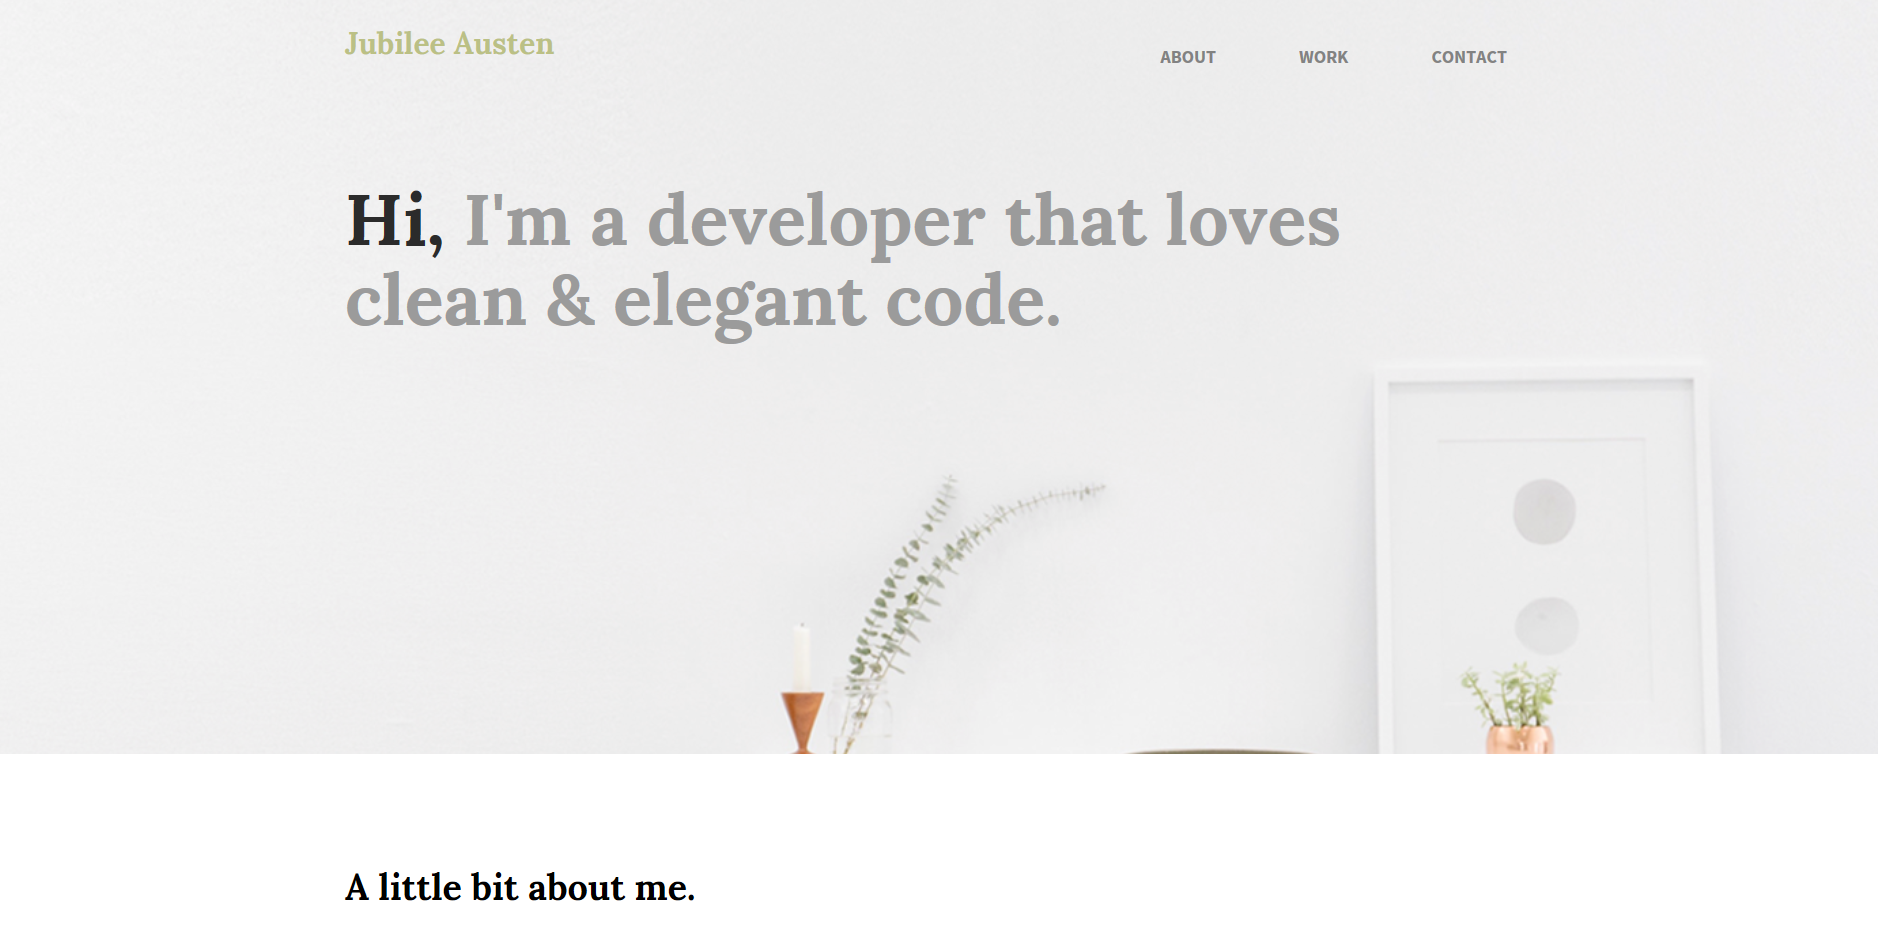 Jubilee Austen
ABOUT WORK CONTACT
Hi, I'm a developer that loves
clean & elegant code.
A little bit about me.